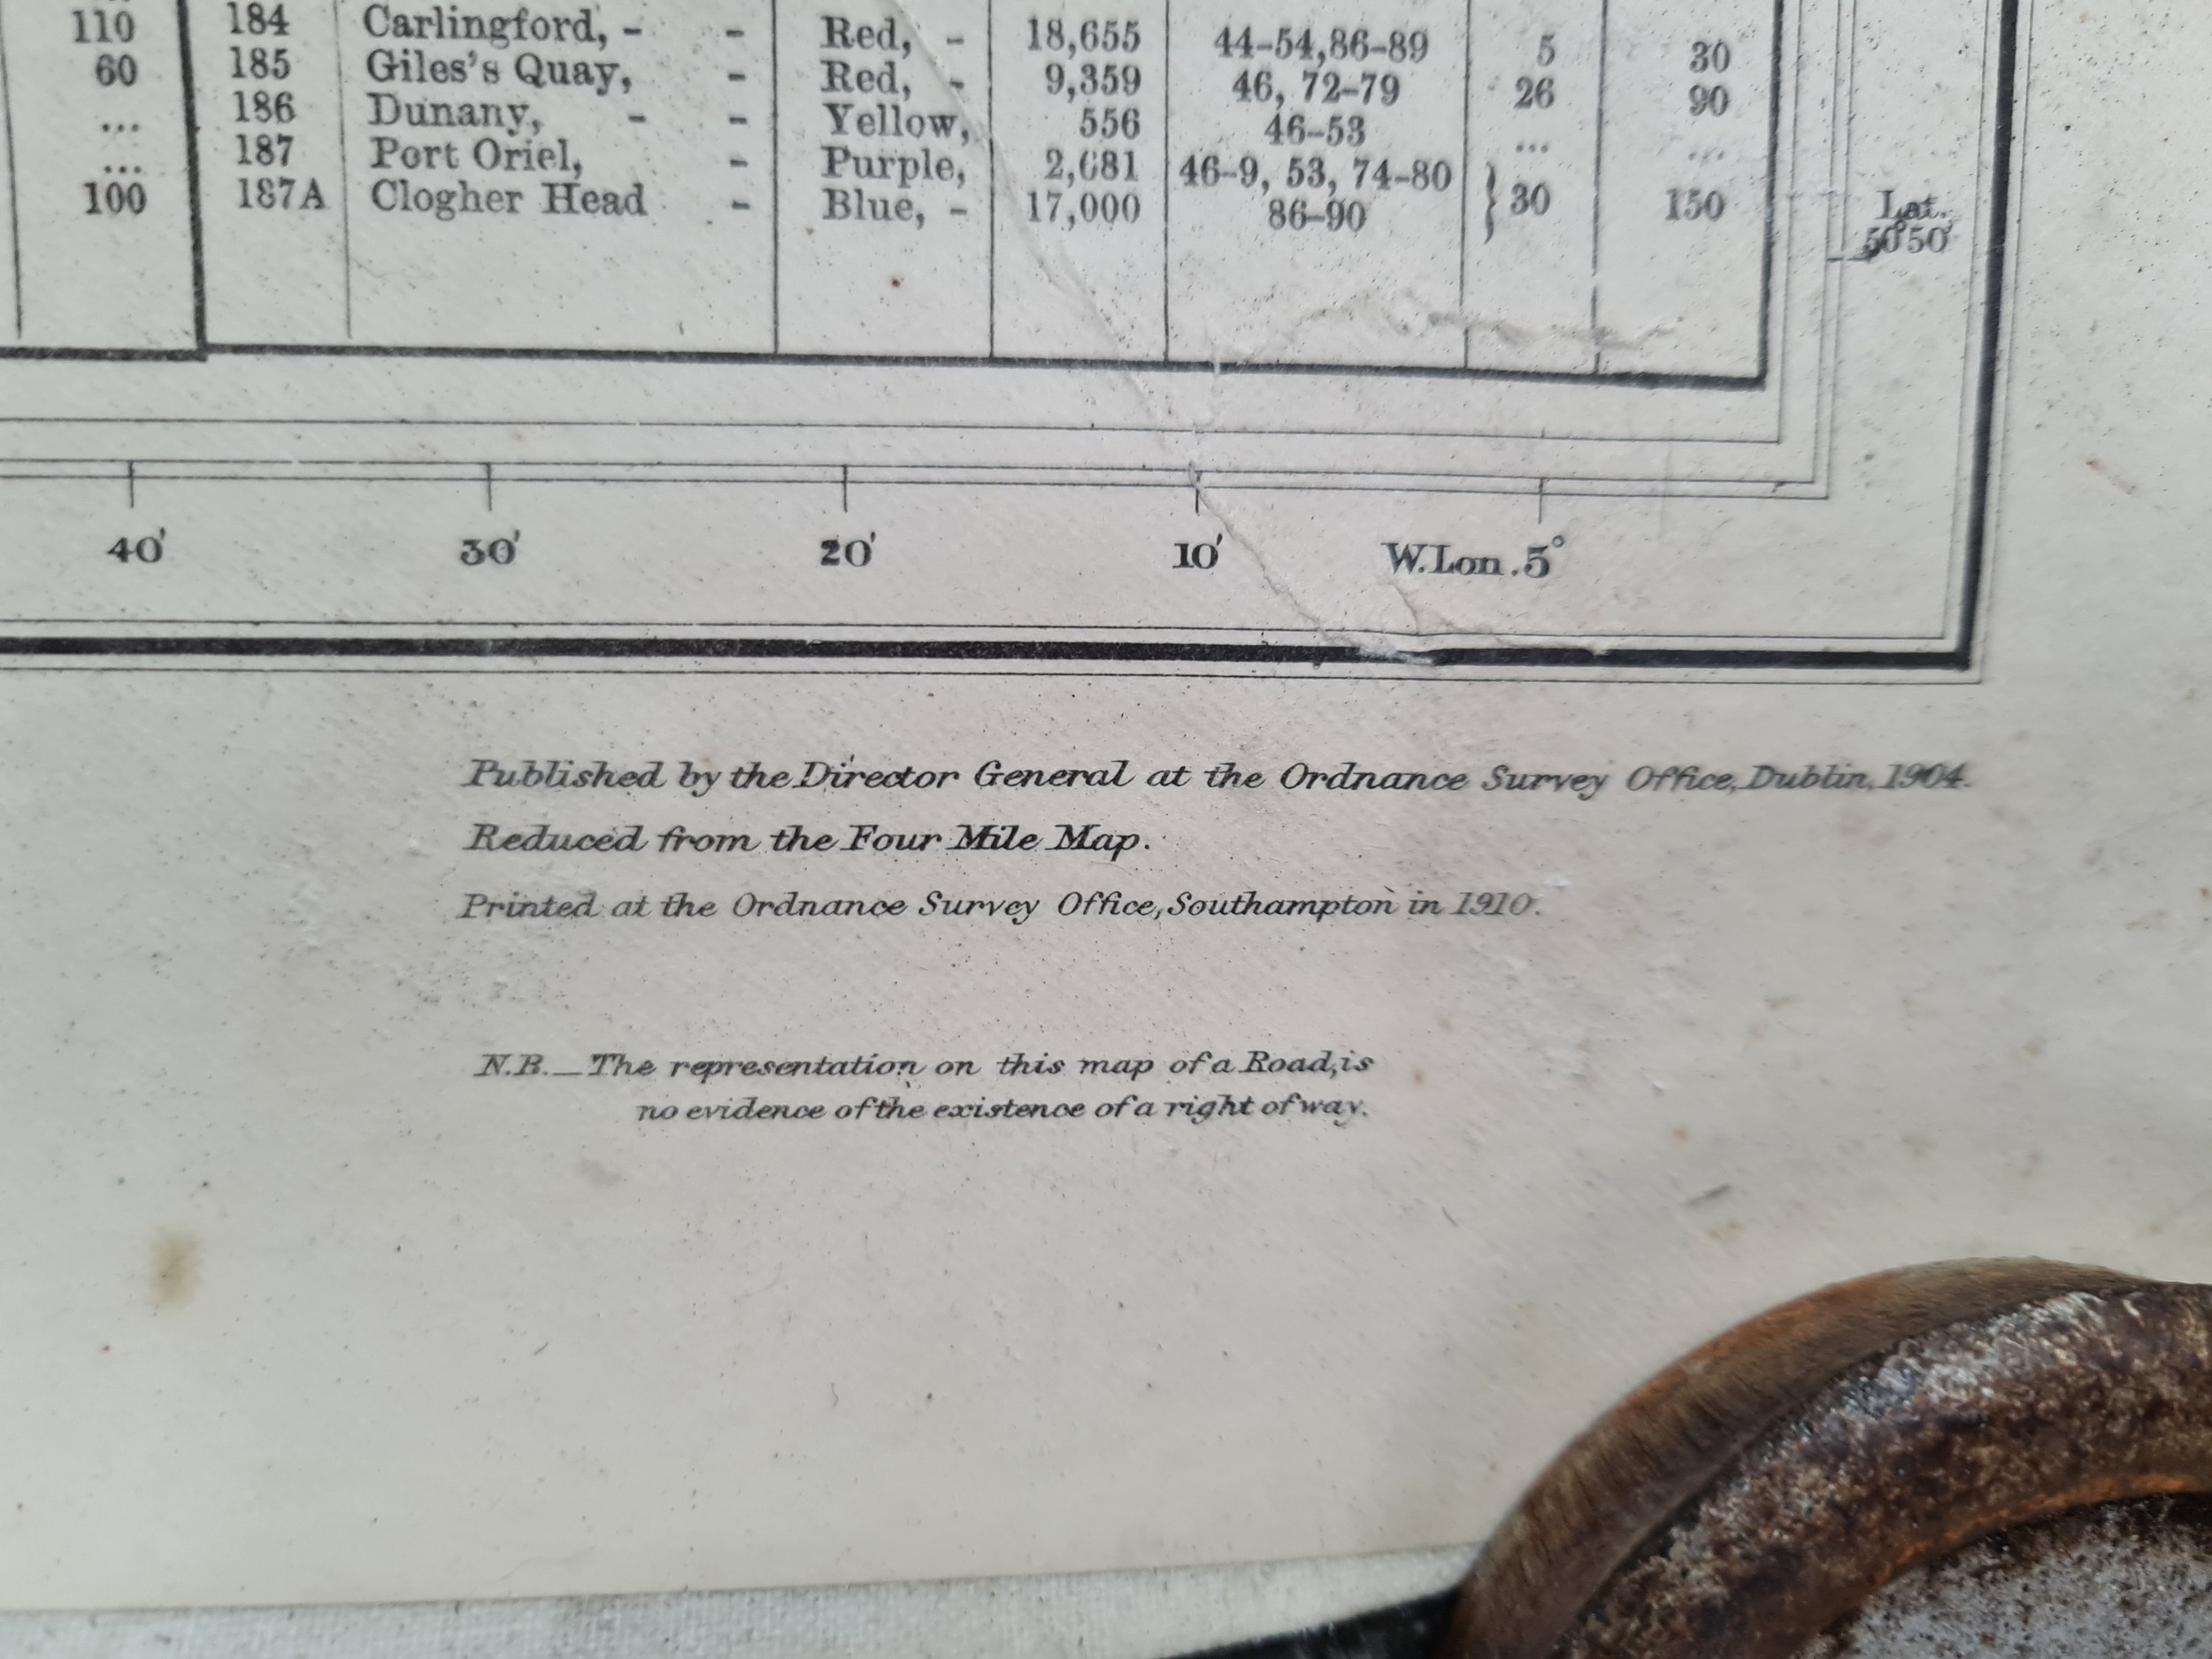 110 184 Carlingford, - - Red, - 18,655 44-54,86-89 5 30
60 185 Giles's Quay, - Red, - 9,359 46, 72-79 26 90
... 186 Dunany, - - Yellow, 556 46-53 ... ...
... 187 Port Oriel, - Purple, 2,681 46-9, 53, 74-80
100 187A Clogher Head - Blue, - 17,000 86-90 } 30 150
Lat.
50°50'
40' 30' 20' 10' W.Lon.5°
Published by the Director General at the Ordnance Survey Office, Dublin, 1904.
Reduced from the Four Mile Map.
Printed at the Ordnance Survey Office, Southampton in 1910.
N.B.—The representation on this map of a Road, is
no evidence of the existence of a right of way.